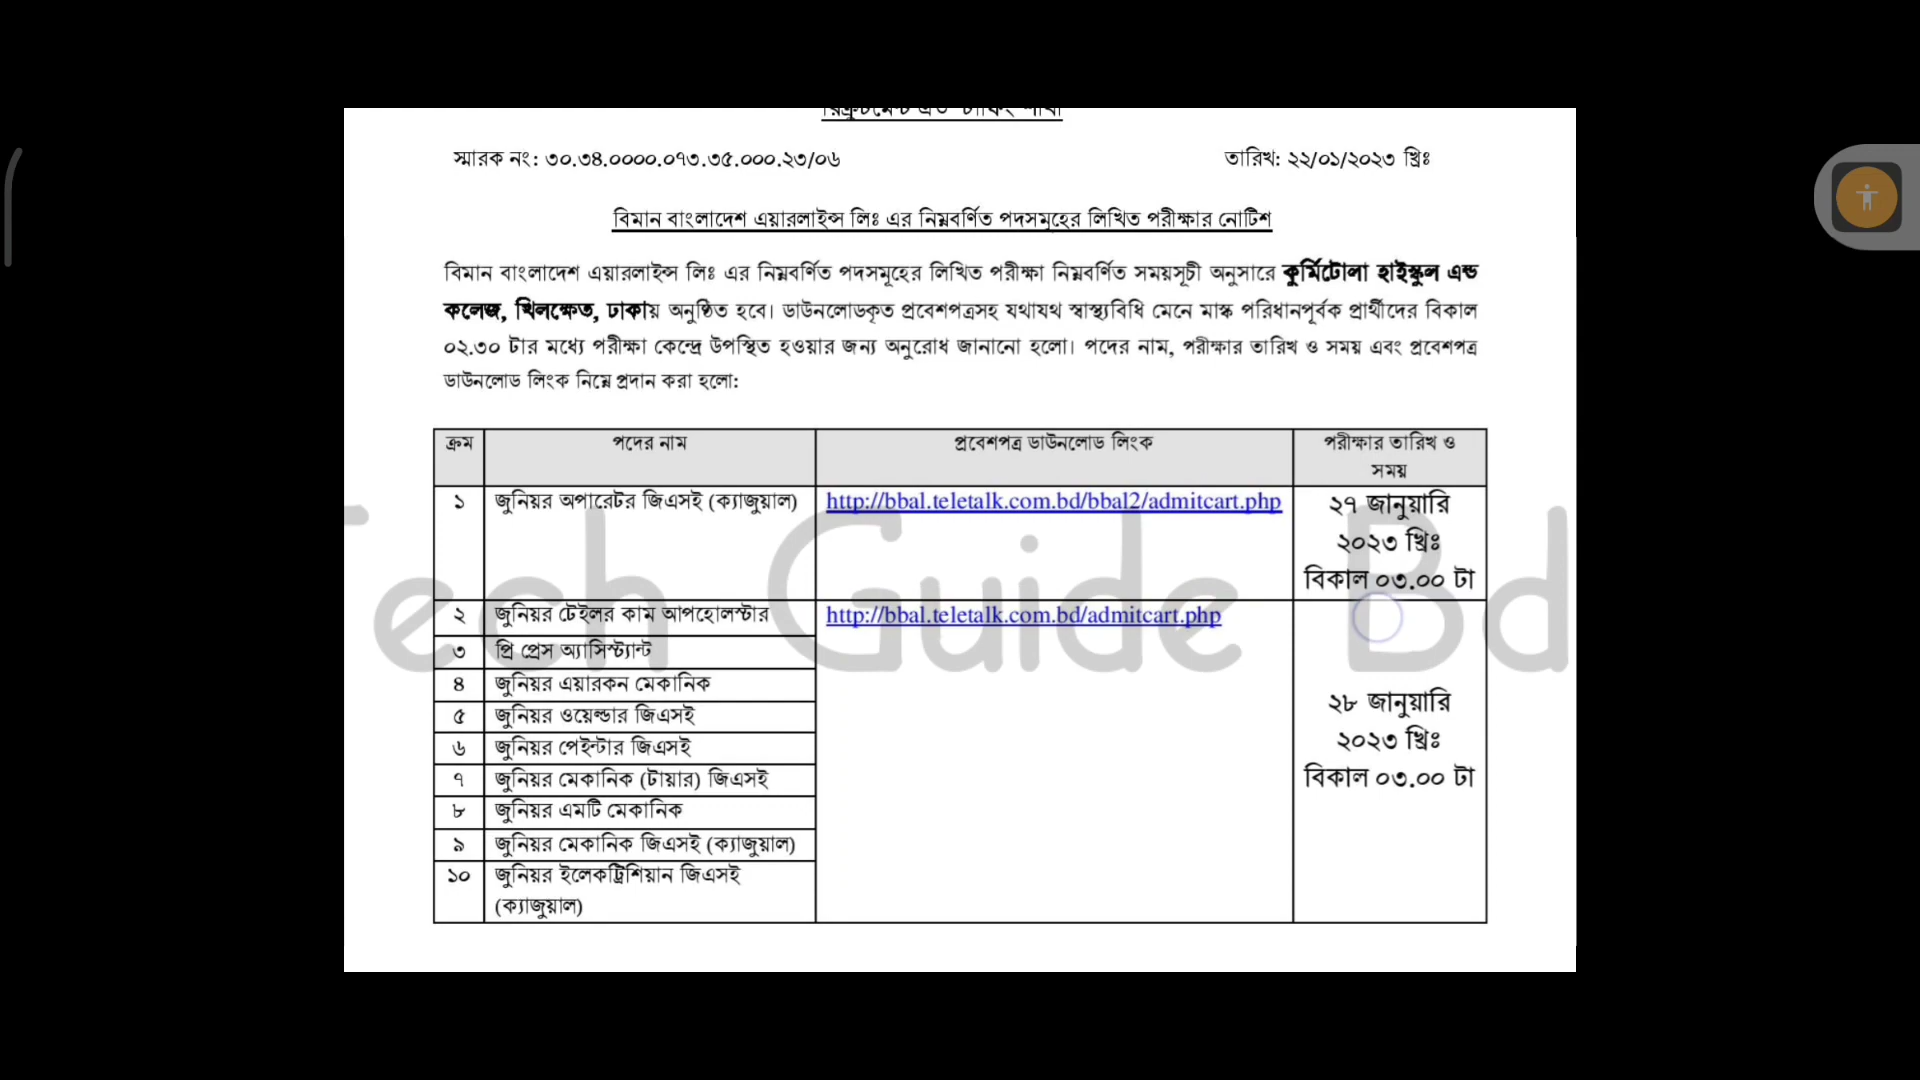 স্মারক নং: ৩০.৩৪.০০০০.০৭৩.৩৫.০০০.২৩/০৬ তারিখ: ২২/০১/২০২৩ খ্রিঃ
বিমান বাংলাদেশ এয়ারলাইন্স লিঃ এর নিম্নবর্ণিত পদসমূহের লিখিত পরীক্ষার নোটিশ
বিমান বাংলাদেশ এয়ারলাইন্স লিঃ এর নিম্নবর্ণিত পদসমূহের লিখিত পরীক্ষা নিম্নবর্ণিত সময়সূচী অনুসারে কুর্মিটোলা হাইস্কুল এন্ড
কলেজ, খিলক্ষেত, ঢাকায় অনুষ্ঠিত হবে। ডাউনলোডকৃত প্রবেশপত্রসহ যথাযথ স্বাস্থ্যবিধি মেনে মাস্ক পরিধানপূর্বক প্রার্থীদের বিকাল
০২.৩০ টার মধ্যে পরীক্ষা কেন্দ্রে উপস্থিত হওয়ার জন্য অনুরোধ জানানো হলো। পদের নাম, পরীক্ষার তারিখ ও সময় এবং প্রবেশপত্র
ডাউনলোড লিংক নিম্নে প্রদান করা হলো:
ক্রম পদের নাম প্রবেশপত্র ডাউনলোড লিংক পরীক্ষার তারিখ ও
সময়
১ জুনিয়র অপারেটর জিএসই (ক্যাজুয়াল) http://bbal.teletalk.com.bd/bbal2/admitcart.php ২৭ জানুয়ারি
২০২৩ খ্রিঃ
বিকাল ০৩.০০ টা
Tech Guide Bd
২ জুনিয়র টেইলর কাম আপহোলস্টার http://bbal.teletalk.com.bd/admitcart.php
৩ প্রি প্রেস অ্যাসিস্ট্যান্ট
৪ জুনিয়র এয়ারকন মেকানিক
৫ জুনিয়র ওয়েল্ডার জিএসই ২৮ জানুয়ারি
৬ জুনিয়র পেইন্টার জিএসই ২০২৩ খ্রিঃ
৭ জুনিয়র মেকানিক (টায়ার) জিএসই বিকাল ০৩.০০ টা
৮ জুনিয়র এমটি মেকানিক
৯ জুনিয়র মেকানিক জিএসই (ক্যাজুয়াল)
১০ জুনিয়র ইলেকট্রিশিয়ান জিএসই
(ক্যাজুয়াল)